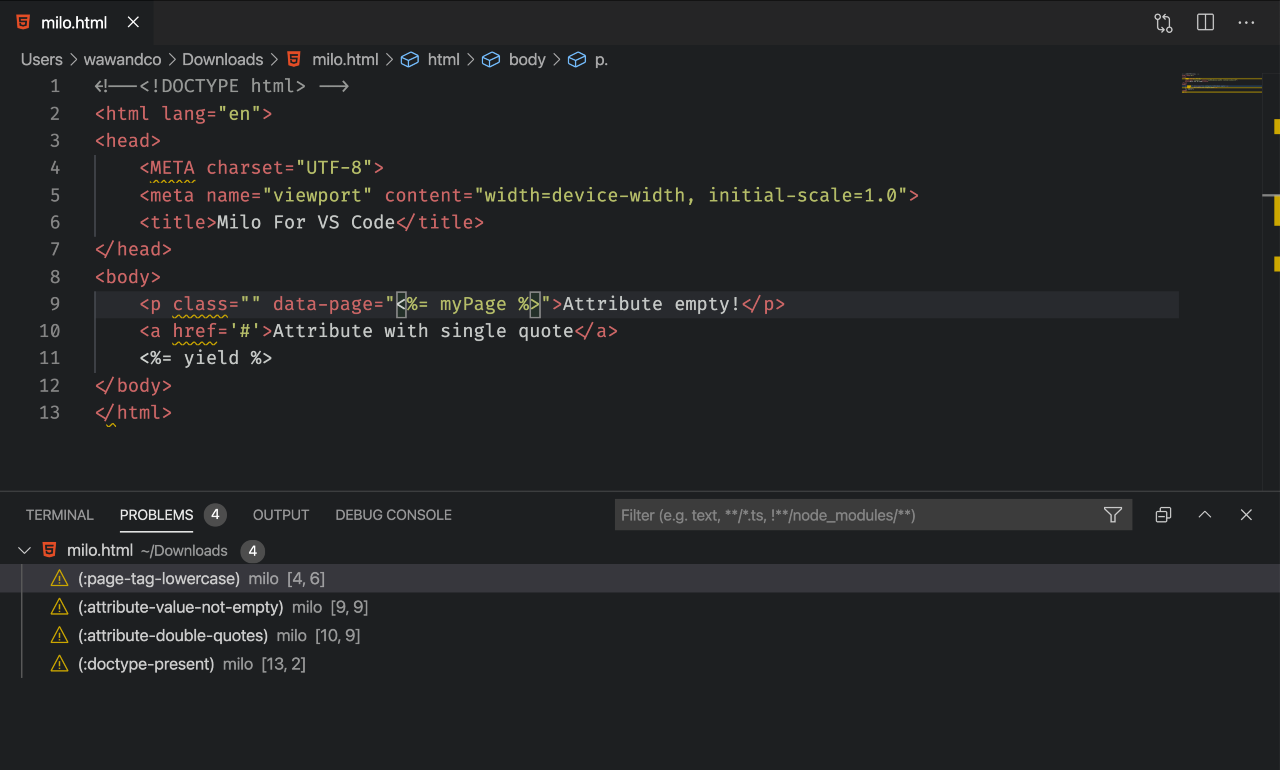 milo.html
Users > wawandco > Downloads > milo.html > html > body > p.
1 <!-- <!DOCTYPE html> -->
2 <html lang="en">
3 <head>
4     <META charset="UTF-8">
5     <meta name="viewport" content="width=device-width, initial-scale=1.0">
6     <title>Milo For VS Code</title>
7 </head>
8 <body>
9     <p class="" data-page="<%= myPage %>">Attribute empty!</p>
10     <a href='#'>Attribute with single quote</a>
11     <%= yield %>
12 </body>
13 </html>
TERMINAL PROBLEMS 4 OUTPUT DEBUG CONSOLE Filter (e.g. text, **/*.ts, !**/node_modules/**)
milo.html ~/Downloads 4
(:page-tag-lowercase) milo [4, 6]
(:attribute-value-not-empty) milo [9, 9]
(:attribute-double-quotes) milo [10, 9]
(:doctype-present) milo [13, 2]